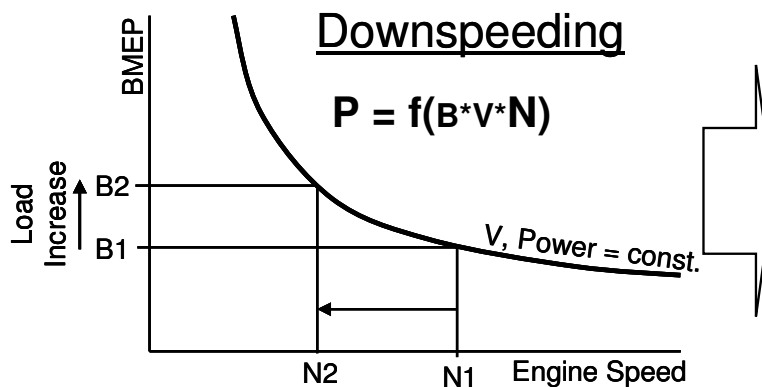 Downspeeding
BMEP
P = f(B*V*N)
Load
Increase
B2
B1
V, Power = const.
N2
N1
Engine Speed